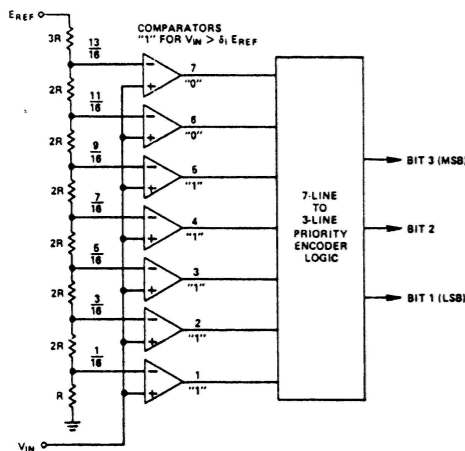 EREF
3R
13/16
2R
11/16
2R
9/16
2R
7/16
2R
5/16
2R
3/16
2R
1/16
R
VIN
COMPARATORS
"1" FOR VIN > δi EREF
−
+
7
"0"
−
+
6
"0"
−
+
5
"1"
−
+
4
"1"
−
+
3
"1"
−
+
2
"1"
−
+
1
"1"
7-LINE
TO
3-LINE
PRIORITY
ENCODER
LOGIC
BIT 3 (MSB)
BIT 2
BIT 1 (LSB)